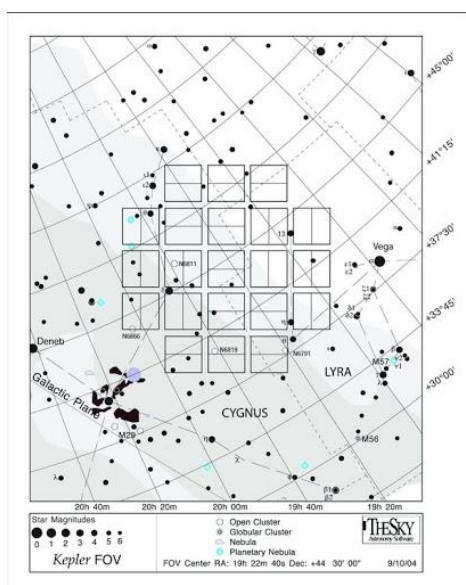 +45°00'
+41°15'
+37°30'
13
Vega
N6811
+33°45'
N6866
Deneb
N6819
N6791
M57
LYRA
+30°00'
Galactic Plane
CYGNUS
M29
M56
20h 40m
20h 20m
20h 00m
19h 40m
19h 20m
Star Magnitudes
0 1 2 3 4 5 6
Kepler FOV
Open Cluster
Globular Cluster
Nebula
Planetary Nebula
THESKY
Astronomy Software
FOV Center RA: 19h 22m 40s Dec: +44 30' 00"
9/10/04